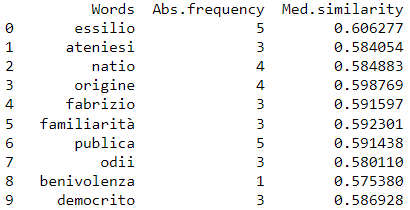 Words Abs.frequency Med.similarity
0 essilio 5 0.606277
1 ateniesi 3 0.584054
2 natio 4 0.584883
3 origine 4 0.598769
4 fabrizio 3 0.591597
5 familiarità 3 0.592301
6 publica 5 0.591438
7 odii 3 0.580110
8 benivolenza 1 0.575380
9 democrito 3 0.586928